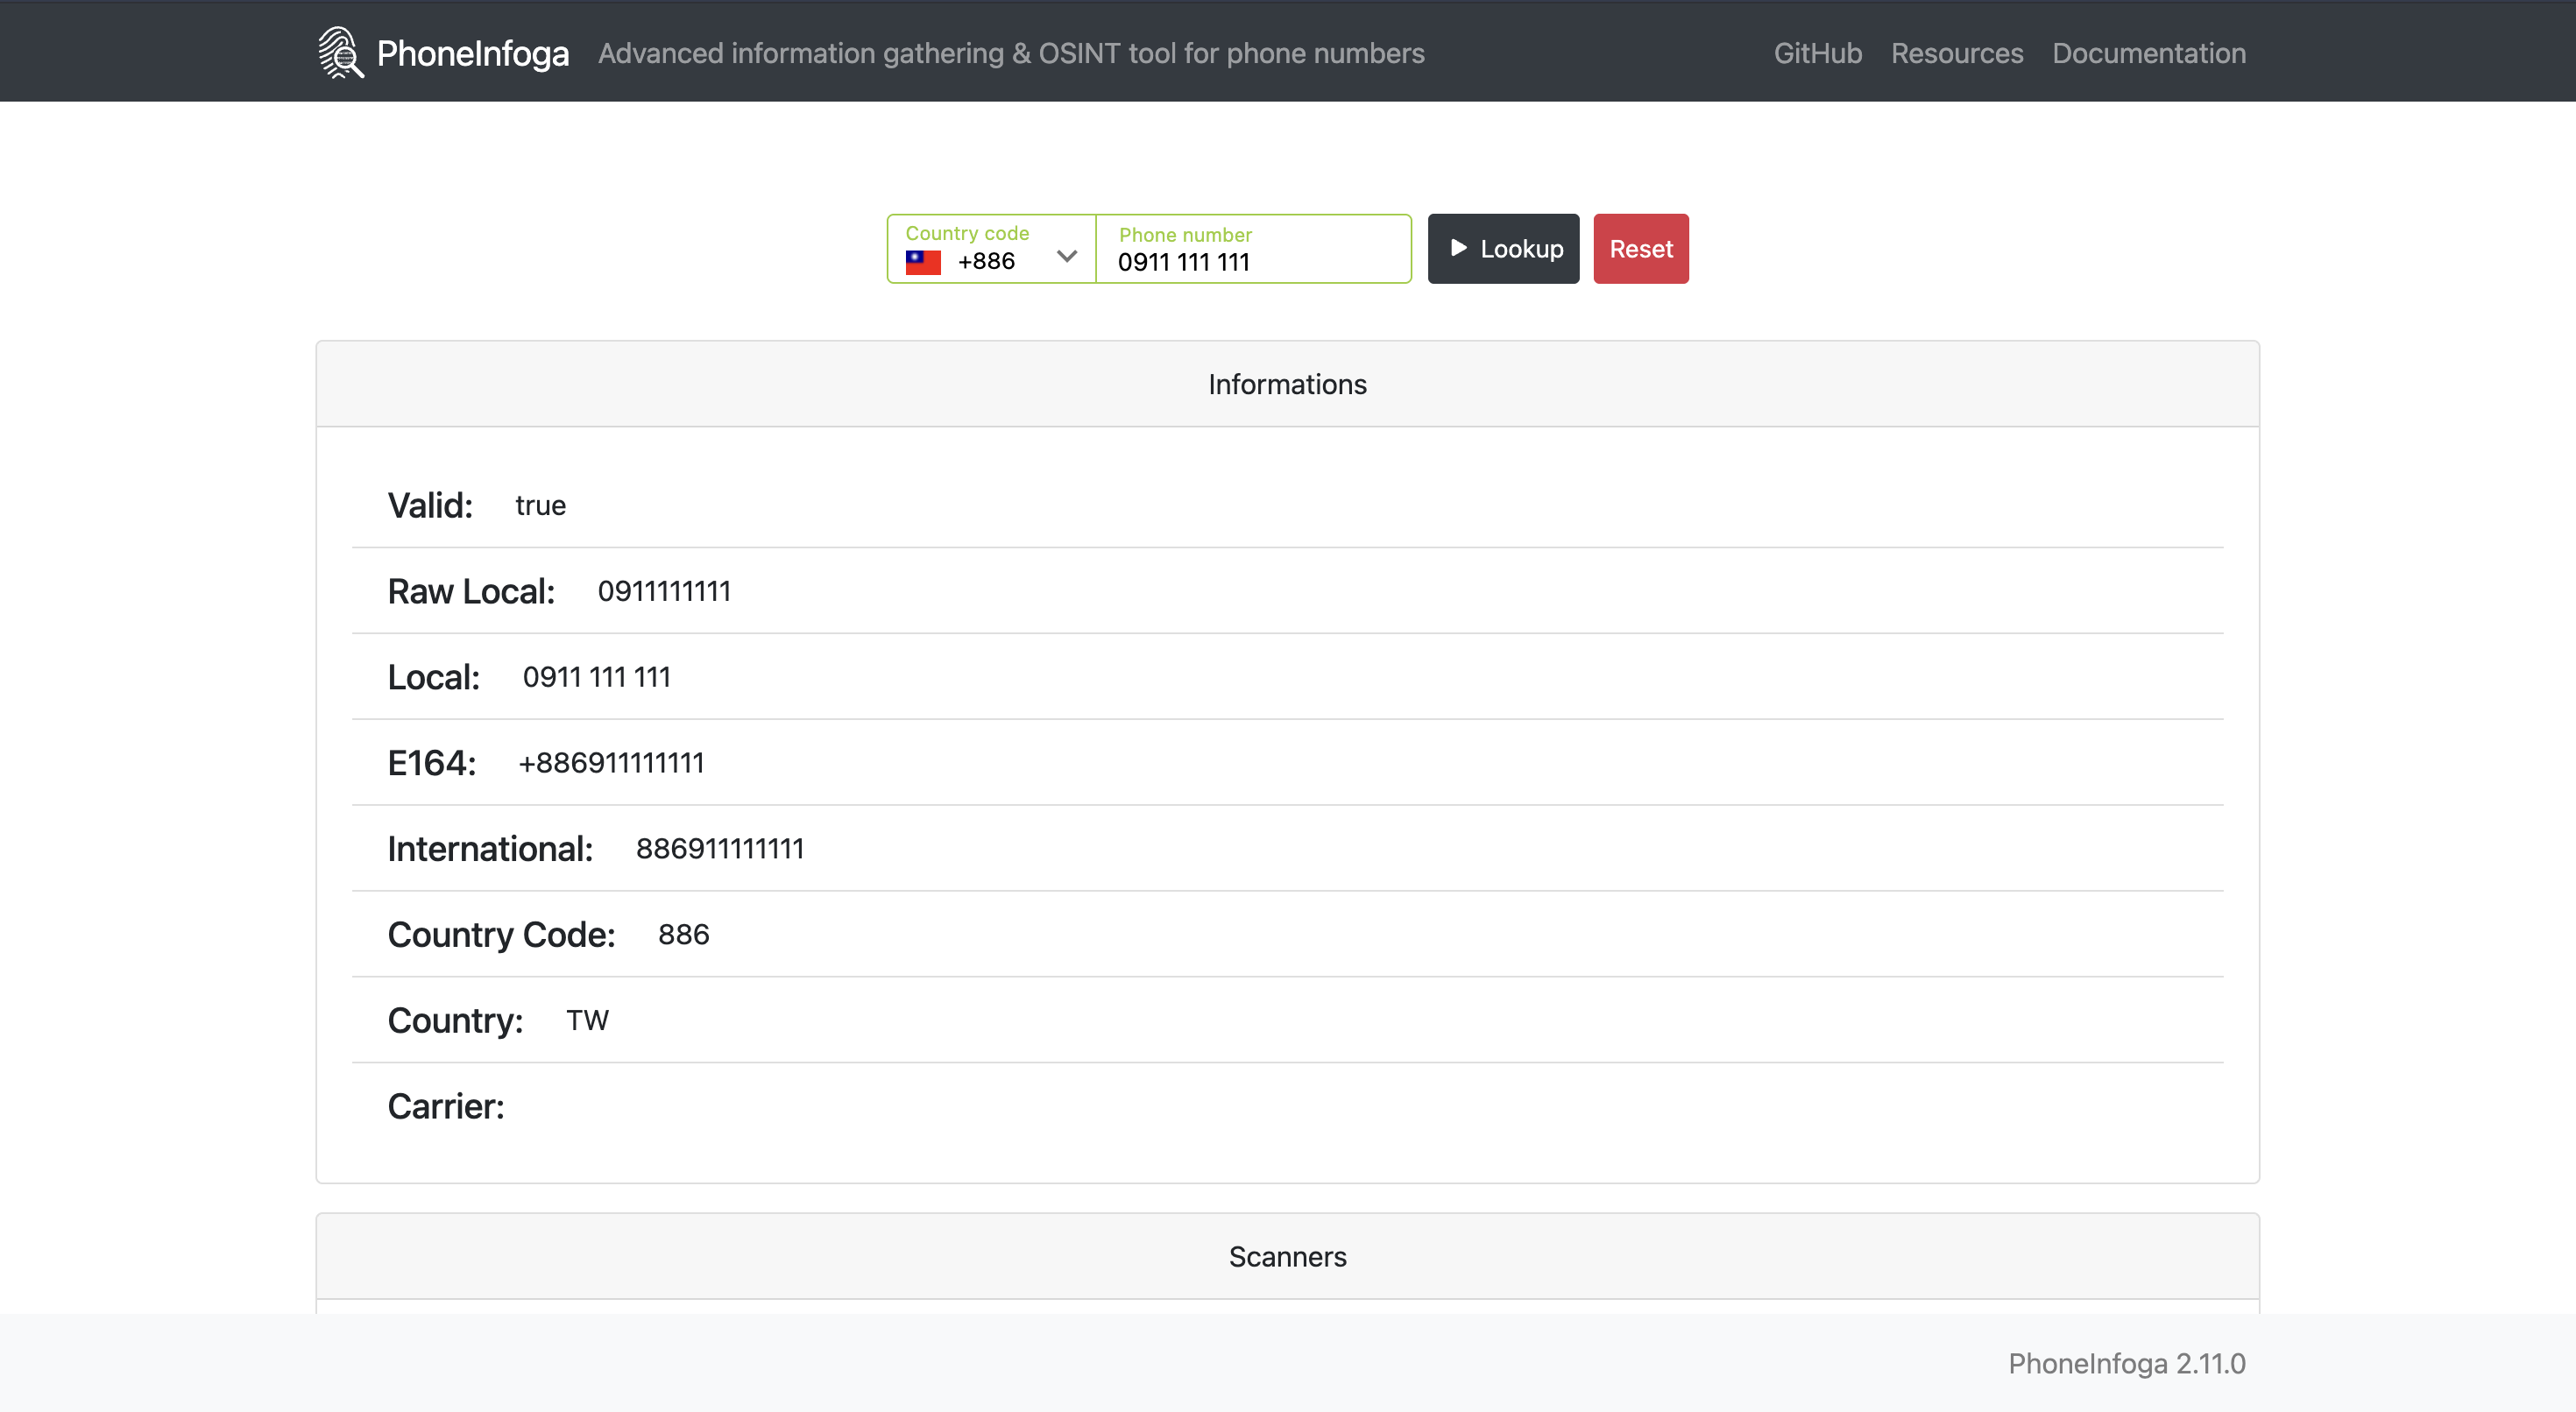 PhoneInfoga Advanced information gathering & OSINT tool for phone numbers GitHub Resources Documentation
Country code
+886
Phone number
0911 111 111
Lookup
Reset
Informations
Valid: true
Raw Local: 0911111111
Local: 0911 111 111
E164: +886911111111
International: 886911111111
Country Code: 886
Country: TW
Carrier:
Scanners
PhoneInfoga 2.11.0